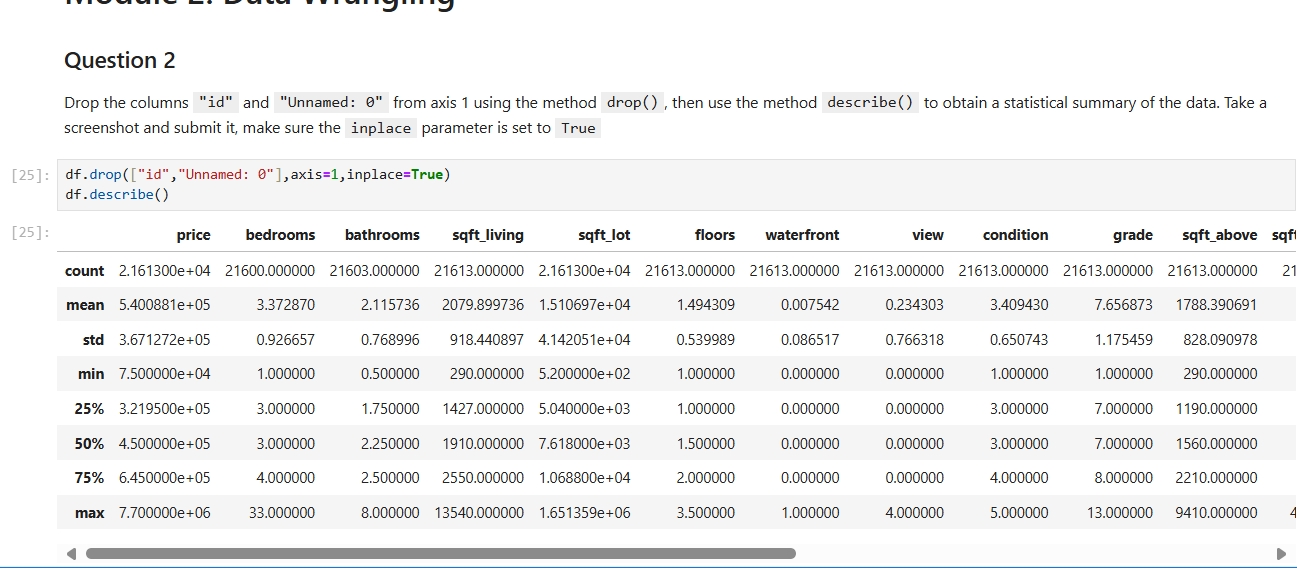 Module 2: Data Wrangling
Question 2
Drop the columns "id" and "Unnamed: 0" from axis 1 using the method drop() , then use the method describe() to obtain a statistical summary of the data. Take a
screenshot and submit it, make sure the inplace parameter is set to True
[25]: df.drop(["id","Unnamed: 0"],axis=1,inplace=True)
df.describe()
[25]: price bedrooms bathrooms sqft_living sqft_lot floors waterfront view condition grade sqft_above sqft
count 2.161300e+04 21600.000000 21603.000000 21613.000000 2.161300e+04 21613.000000 21613.000000 21613.000000 21613.000000 21613.000000 21613.000000 21
mean 5.400881e+05 3.372870 2.115736 2079.899736 1.510697e+04 1.494309 0.007542 0.234303 3.409430 7.656873 1788.390691
std 3.671272e+05 0.926657 0.768996 918.440897 4.142051e+04 0.539989 0.086517 0.766318 0.650743 1.175459 828.090978
min 7.500000e+04 1.000000 0.500000 290.000000 5.200000e+02 1.000000 0.000000 0.000000 1.000000 1.000000 290.000000
25% 3.219500e+05 3.000000 1.750000 1427.000000 5.040000e+03 1.000000 0.000000 0.000000 3.000000 7.000000 1190.000000
50% 4.500000e+05 3.000000 2.250000 1910.000000 7.618000e+03 1.500000 0.000000 0.000000 3.000000 7.000000 1560.000000
75% 6.450000e+05 4.000000 2.500000 2550.000000 1.068800e+04 2.000000 0.000000 0.000000 4.000000 8.000000 2210.000000
max 7.700000e+06 33.000000 8.000000 13540.000000 1.651359e+06 3.500000 1.000000 4.000000 5.000000 13.000000 9410.000000 4